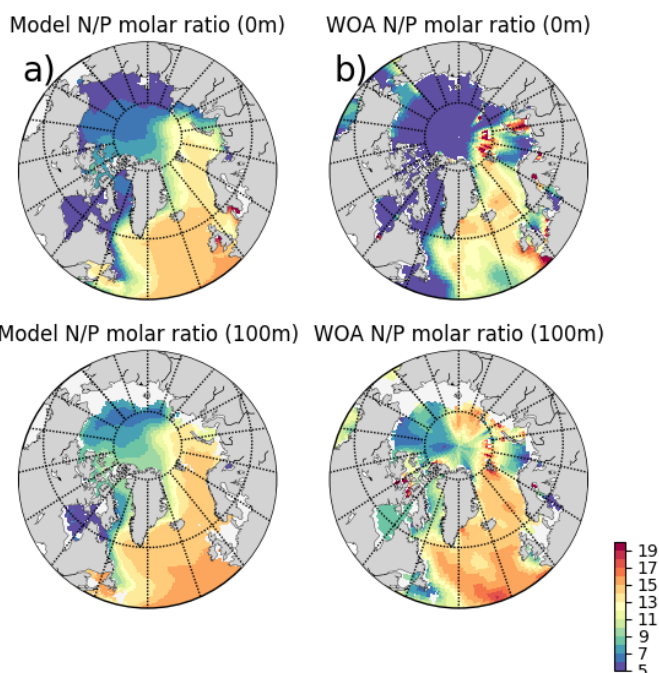 Model N/P molar ratio (0m)
WOA N/P molar ratio (0m)
a)
b)
Model N/P molar ratio (100m)
WOA N/P molar ratio (100m)
19
17
15
13
11
9
7
5